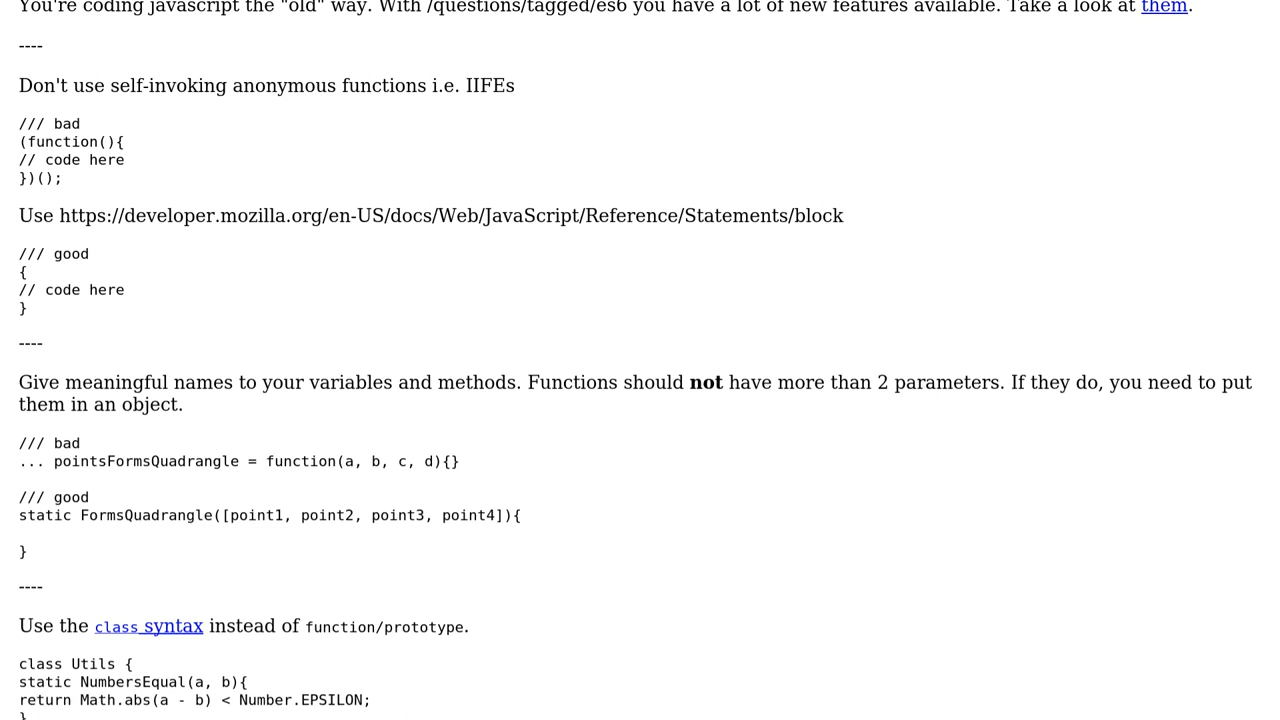 You're coding javascript the "old" way. With /questions/tagged/es6 you have a lot of new features available. Take a look at them.
----
Don't use self-invoking anonymous functions i.e. IIFEs
/// bad
(function(){
// code here
})();
Use https://developer.mozilla.org/en-US/docs/Web/JavaScript/Reference/Statements/block
/// good
{
// code here
}
----
Give meaningful names to your variables and methods. Functions should not have more than 2 parameters. If they do, you need to put
them in an object.
/// bad
... pointsFormsQuadrangle = function(a, b, c, d){}
/// good
static FormsQuadrangle([point1, point2, point3, point4]){
}
----
Use the class syntax instead of function/prototype.
class Utils {
static NumbersEqual(a, b){
return Math.abs(a - b) < Number.EPSILON;
}